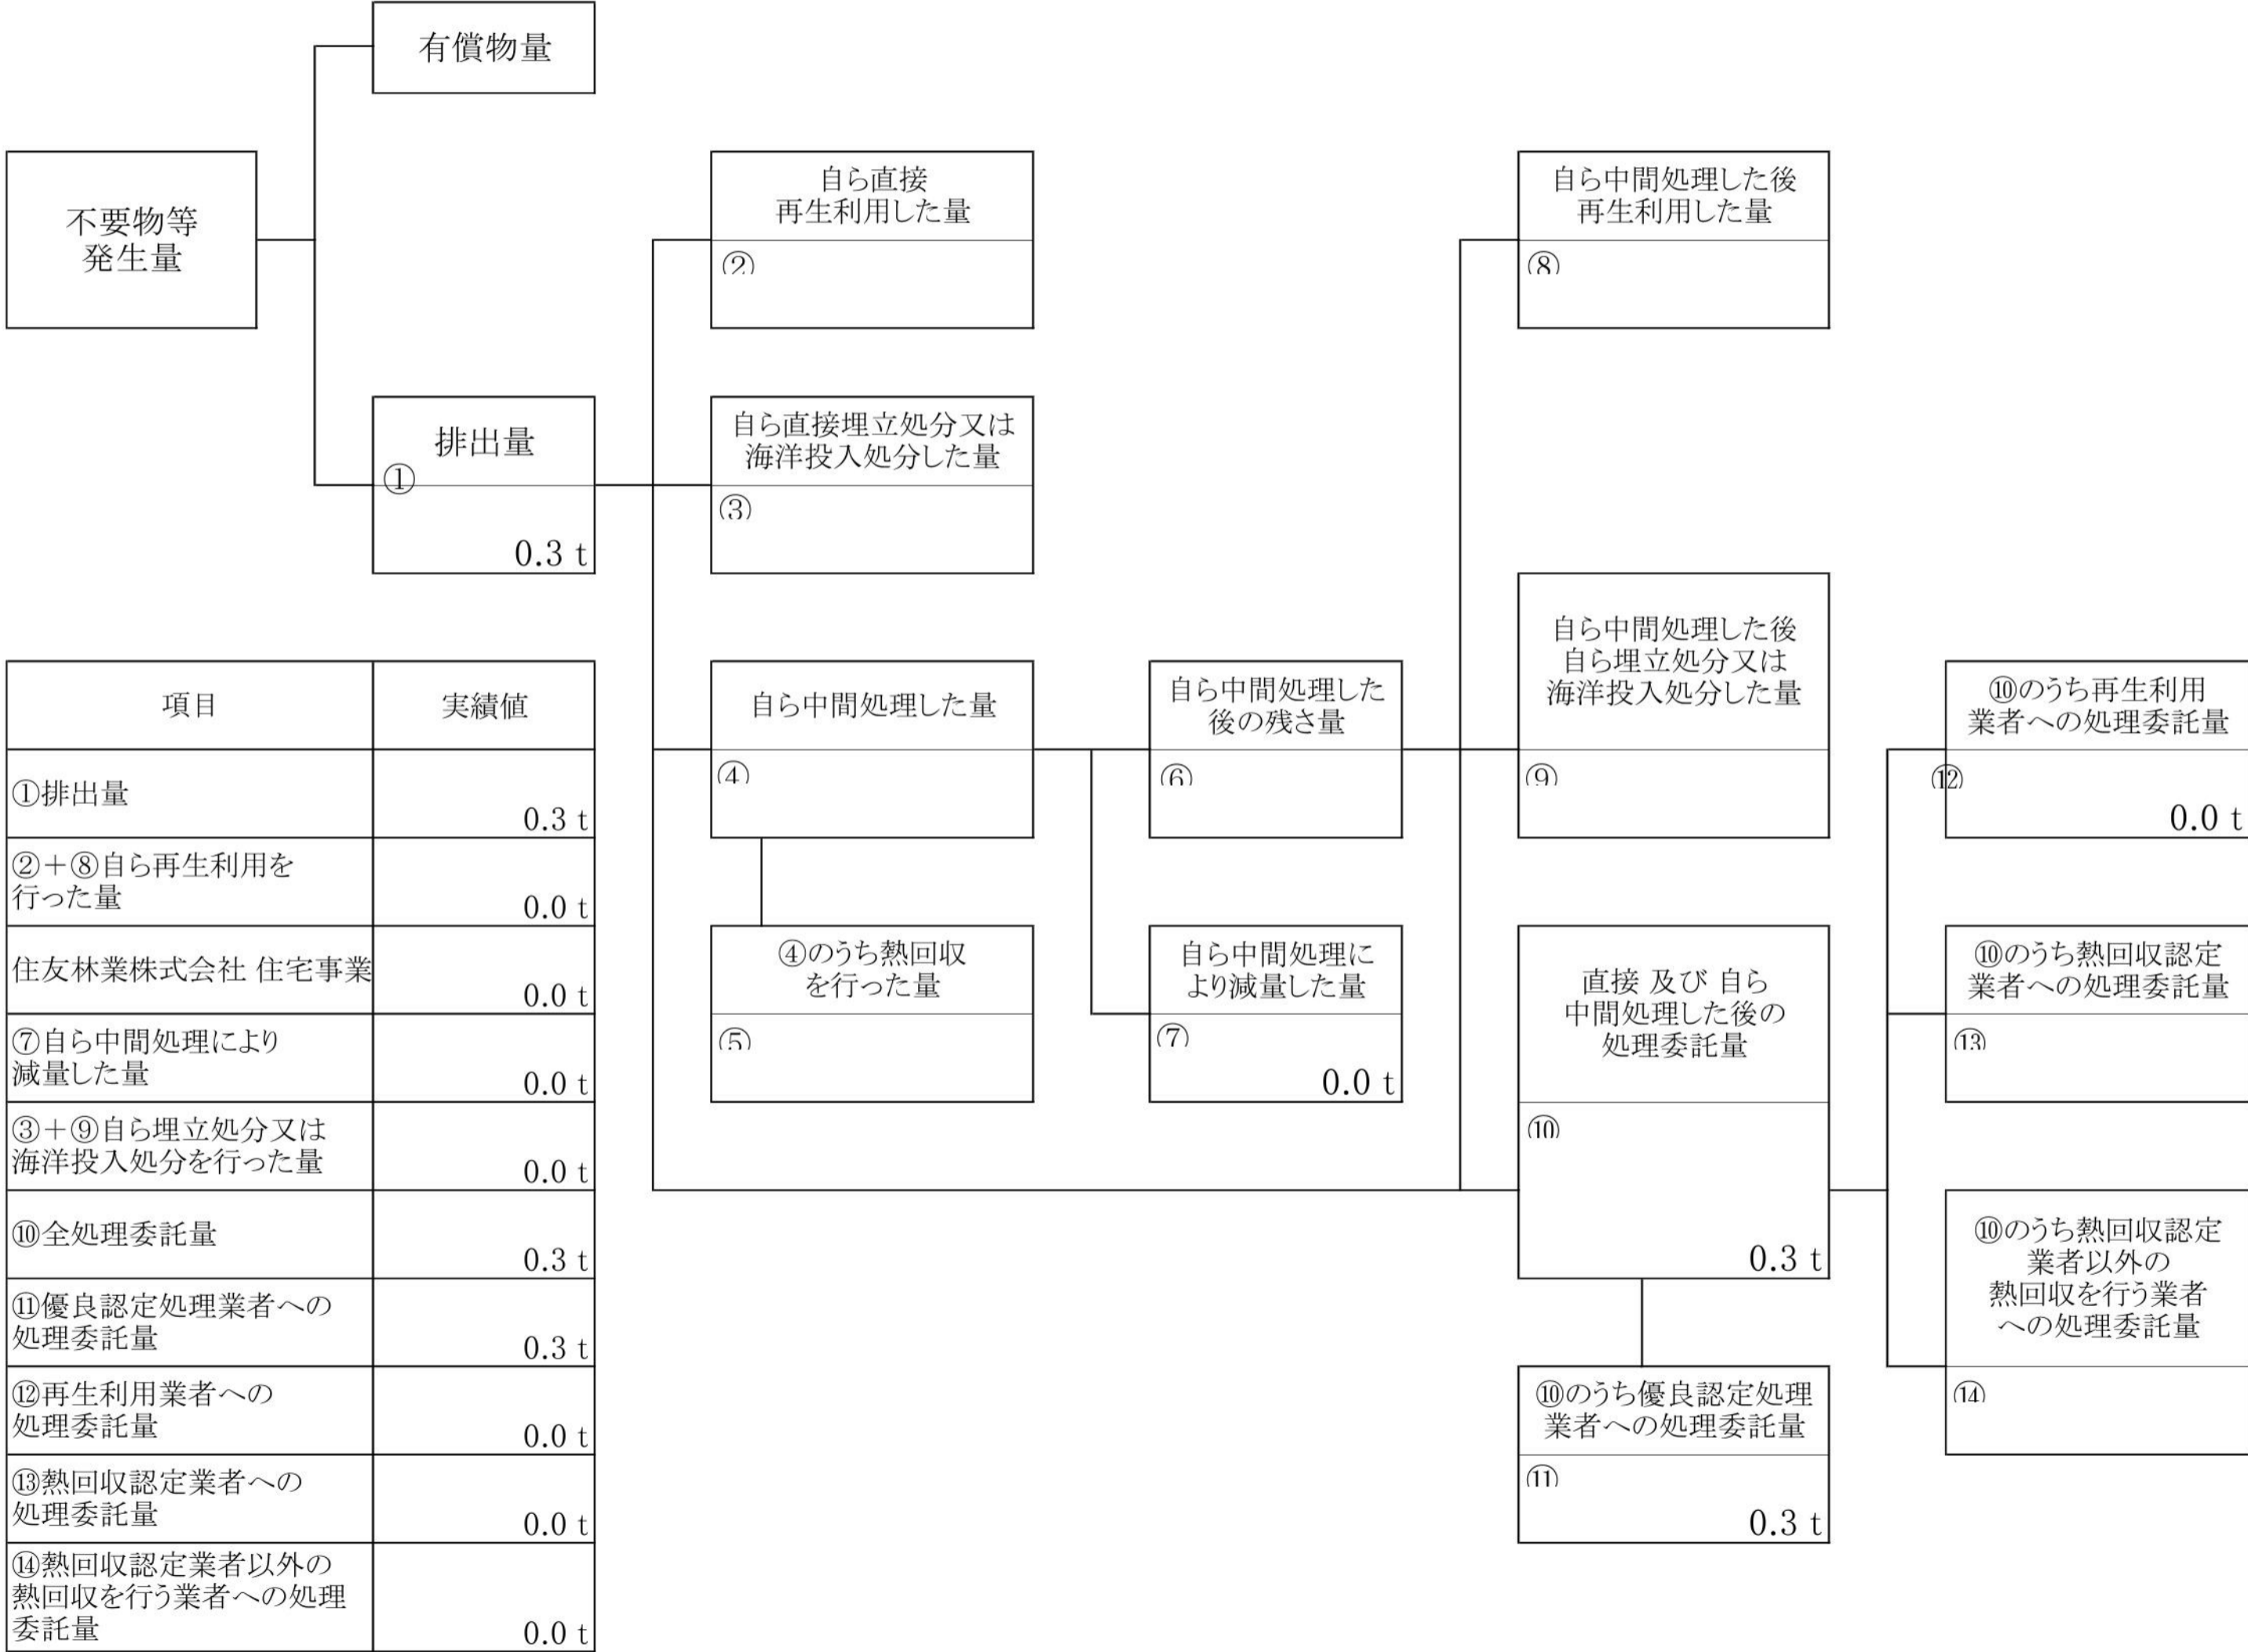 有償物量
不要物等
発生量
排出量
①
0.3 t
自ら直接
再生利用した量
②
自ら直接埋立処分又は
海洋投入処分した量
③
自ら中間処理した量
④
④のうち熱回収
を行った量
⑤
自ら中間処理した
後の残さ量
⑥
自ら中間処理に
より減量した量
⑦
0.0 t
自ら中間処理した後
再生利用した量
⑧
自ら中間処理した後
自ら埋立処分又は
海洋投入処分した量
⑨
直接 及び 自ら
中間処理した後の
処理委託量
⑩
0.3 t
⑩のうち優良認定処理
業者への処理委託量
⑪
0.3 t
⑩のうち再生利用
業者への処理委託量
⑫
0.0 t
⑩のうち熱回収認定
業者への処理委託量
⑬
⑩のうち熱回収認定
業者以外の
熱回収を行う業者
への処理委託量
⑭
項目 実績値
①排出量
0.3 t
②+⑧自ら再生利用を
行った量
0.0 t
住友林業株式会社 住宅事業
0.0 t
⑦自ら中間処理により
減量した量
0.0 t
③+⑨自ら埋立処分又は
海洋投入処分を行った量
0.0 t
⑩全処理委託量
0.3 t
⑪優良認定処理業者への
処理委託量
0.3 t
⑫再生利用業者への
処理委託量
0.0 t
⑬熱回収認定業者への
処理委託量
0.0 t
⑭熱回収認定業者以外の
熱回収を行う業者への処理
委託量
0.0 t